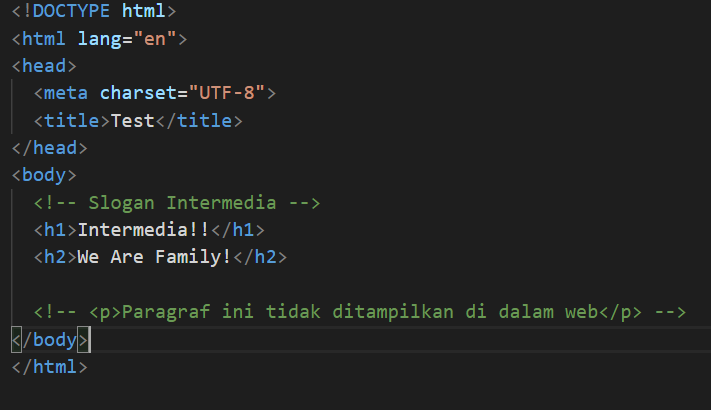 <!DOCTYPE html>
<html lang="en">
<head>
<meta charset="UTF-8">
<title>Test</title>
</head>
<body>
<!-- Slogan Intermedia -->
<h1>Intermedia!!</h1>
<h2>We Are Family!</h2>
<!-- <p>Paragraf ini tidak ditampilkan di dalam web</p> -->
</body>
</html>